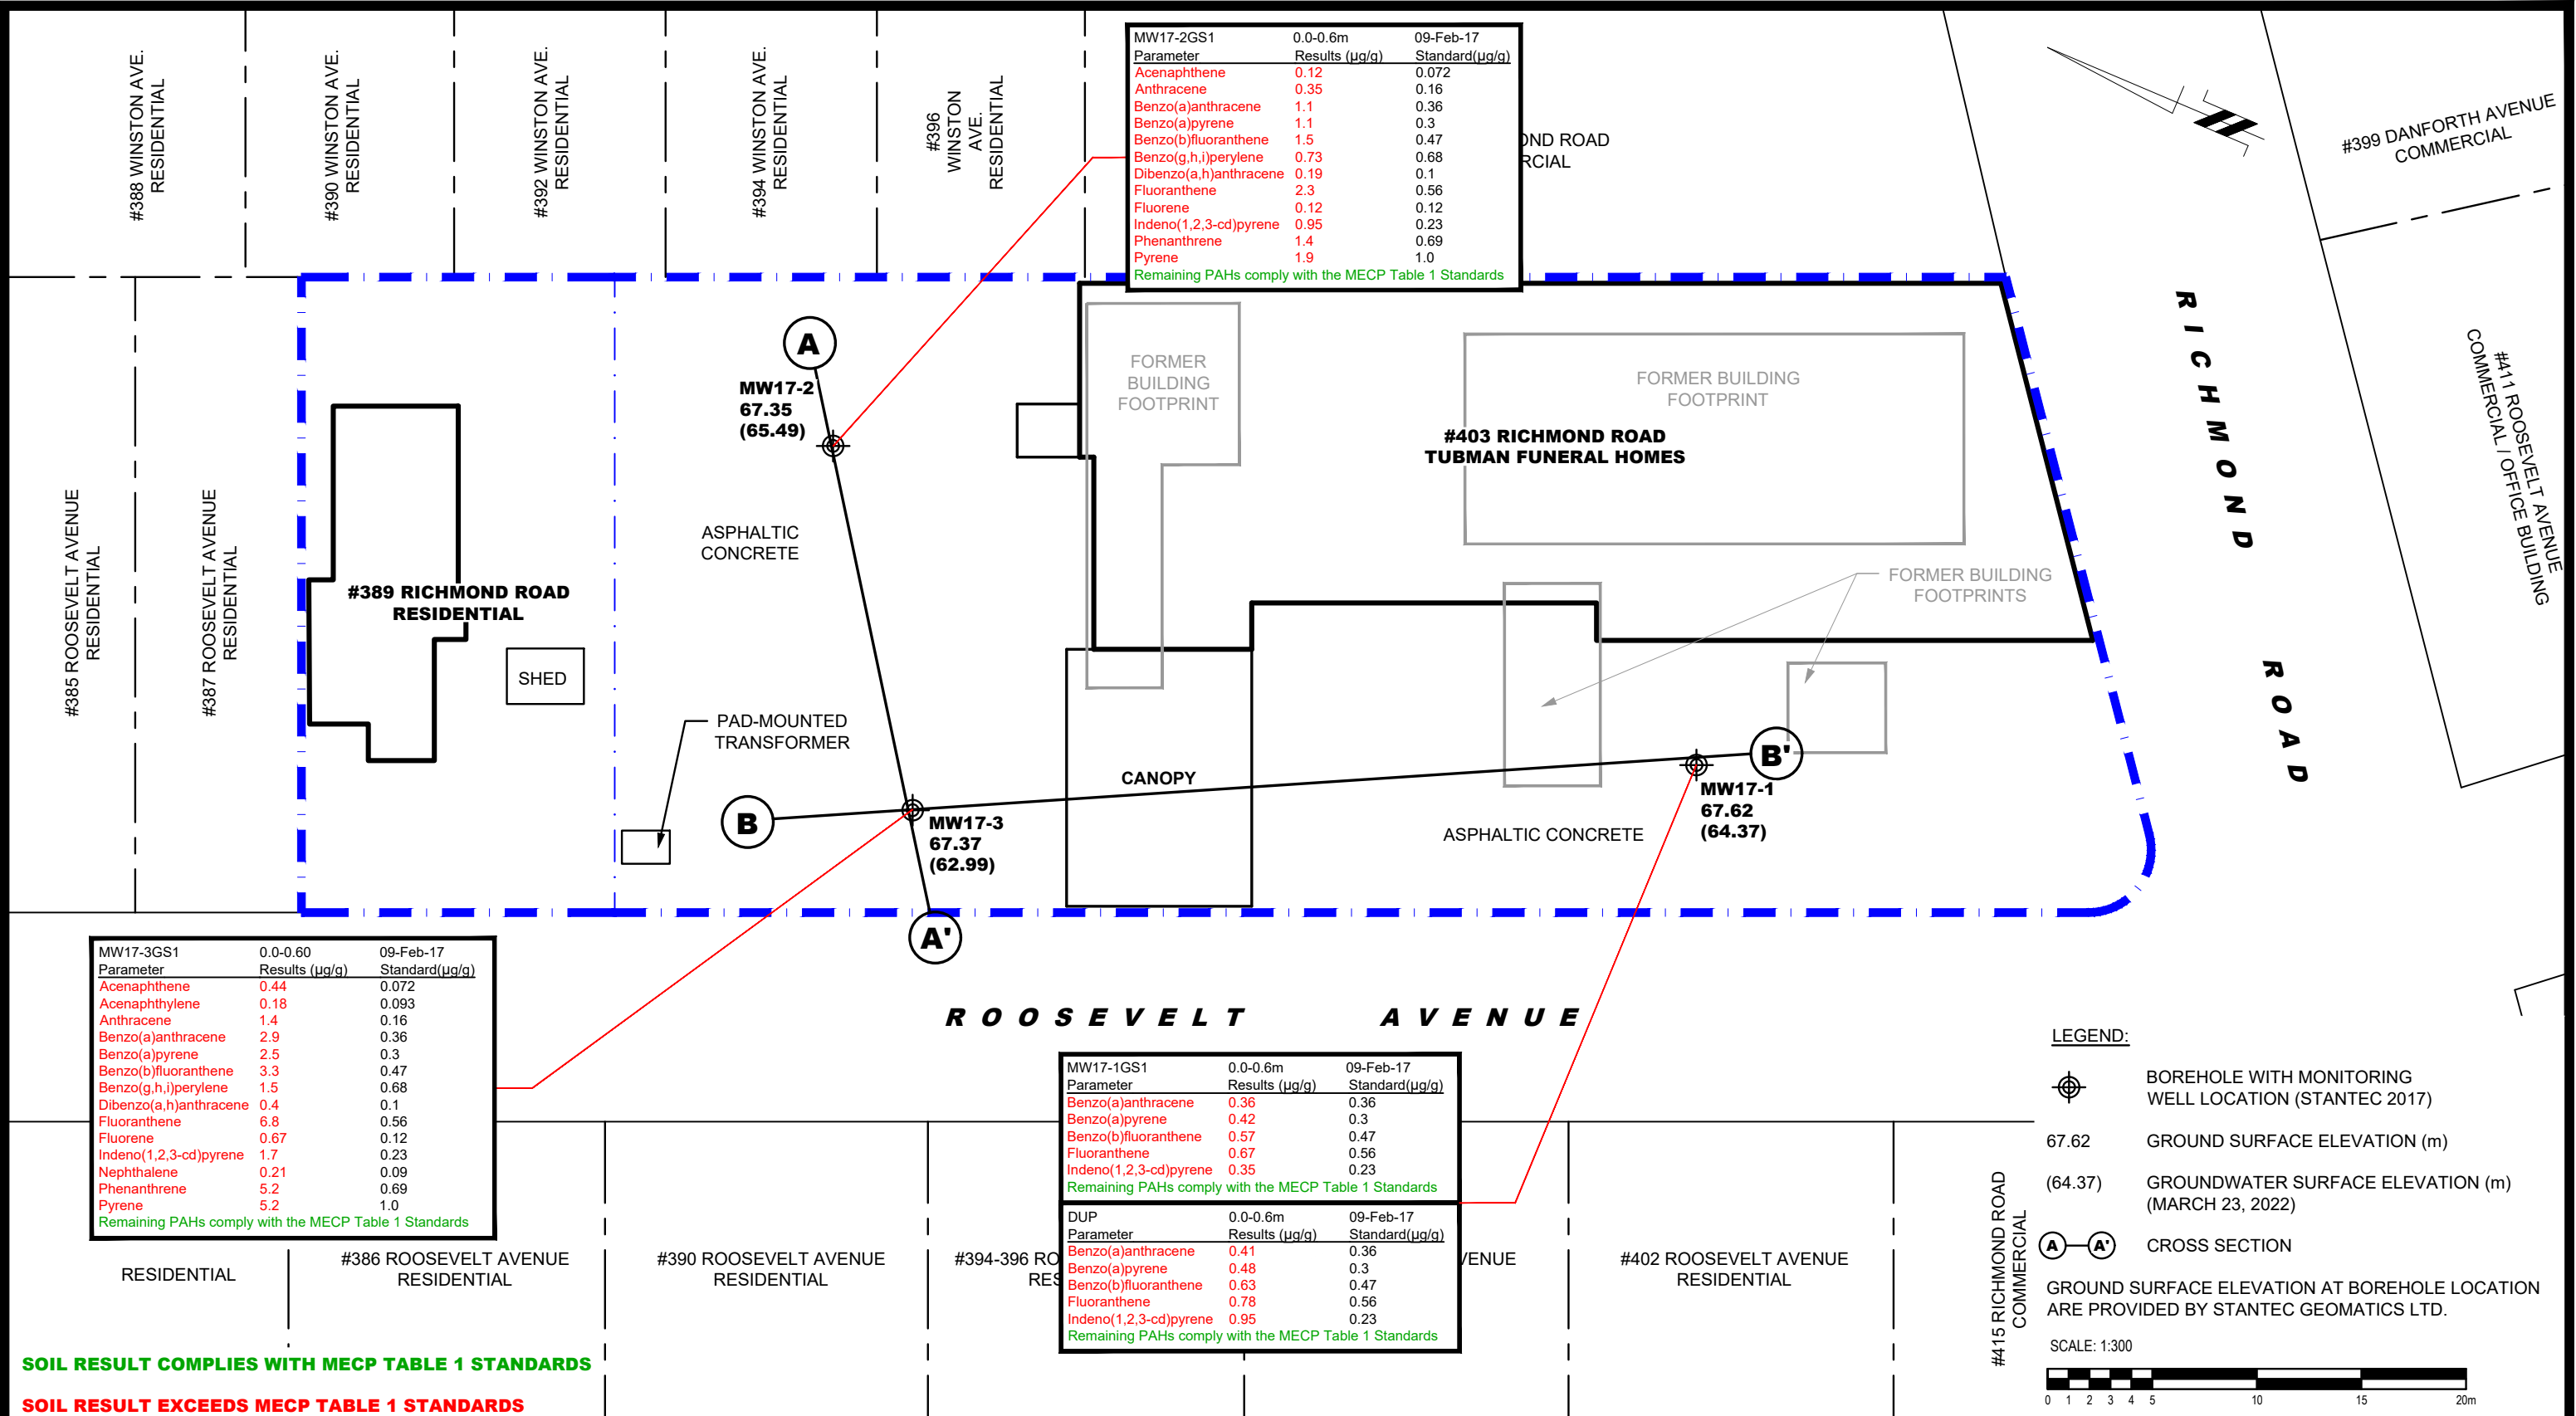 #388 WINSTON AVE.
RESIDENTIAL
#390 WINSTON AVE.
RESIDENTIAL
#392 WINSTON AVE.
RESIDENTIAL
#394 WINSTON AVE.
RESIDENTIAL
#396
WINSTON
AVE.
RESIDENTIAL
MW17-2GS1 0.0-0.6m 09-Feb-17
Parameter Results (µg/g) Standard(µg/g)
Acenaphthene 0.12 0.072
Anthracene 0.35 0.16
Benzo(a)anthracene 1.1 0.36
Benzo(a)pyrene 1.1 0.3
Benzo(b)fluoranthene 1.5 0.47
Benzo(g,h,i)perylene 0.73 0.68
Dibenzo(a,h)anthracene 0.19 0.1
Fluoranthene 2.3 0.56
Fluorene 0.12 0.12
Indeno(1,2,3-cd)pyrene 0.95 0.23
Phenanthrene 1.4 0.69
Pyrene 1.9 1.0
Remaining PAHs comply with the MECP Table 1 Standards
OND ROAD
RCIAL
#399 DANFORTH AVENUE
COMMERCIAL
#411 ROOSEVELT AVENUE
COMMERCIAL / OFFICE BUILDING
RICHMOND ROAD
A
MW17-2
67.35
(65.49)
FORMER
BUILDING
FOOTPRINT
FORMER BUILDING
FOOTPRINT
#403 RICHMOND ROAD
TUBMAN FUNERAL HOMES
#385 ROOSEVELT AVENUE
RESIDENTIAL
#387 ROOSEVELT AVENUE
RESIDENTIAL
ASPHALTIC
CONCRETE
#389 RICHMOND ROAD
RESIDENTIAL
SHED
FORMER BUILDING
FOOTPRINTS
PAD-MOUNTED
TRANSFORMER
CANOPY
B'
B
MW17-3
67.37
(62.99)
MW17-1
67.62
(64.37)
ASPHALTIC CONCRETE
A'
MW17-3GS1 0.0-0.60 09-Feb-17
Parameter Results (µg/g) Standard(µg/g)
Acenaphthene 0.44 0.072
Acenaphthylene 0.18 0.093
Anthracene 1.4 0.16
Benzo(a)anthracene 2.9 0.36
Benzo(a)pyrene 2.5 0.3
Benzo(b)fluoranthene 3.3 0.47
Benzo(g,h,i)perylene 1.5 0.68
Dibenzo(a,h)anthracene 0.4 0.1
Fluoranthene 6.8 0.56
Fluorene 0.67 0.12
Indeno(1,2,3-cd)pyrene 1.7 0.23
Nephthalene 0.21 0.09
Phenanthrene 5.2 0.69
Pyrene 5.2 1.0
Remaining PAHs comply with the MECP Table 1 Standards
ROOSEVELT AVENUE
MW17-1GS1 0.0-0.6m 09-Feb-17
Parameter Results (µg/g) Standard(µg/g)
Benzo(a)anthracene 0.36 0.36
Benzo(a)pyrene 0.42 0.3
Benzo(b)fluoranthene 0.57 0.47
Fluoranthene 0.67 0.56
Indeno(1,2,3-cd)pyrene 0.35 0.23
Remaining PAHs comply with the MECP Table 1 Standards
DUP 0.0-0.6m 09-Feb-17
Parameter Results (µg/g) Standard(µg/g)
Benzo(a)anthracene 0.41 0.36
Benzo(a)pyrene 0.48 0.3
Benzo(b)fluoranthene 0.63 0.47
Fluoranthene 0.78 0.56
Indeno(1,2,3-cd)pyrene 0.95 0.23
Remaining PAHs comply with the MECP Table 1 Standards
RESIDENTIAL
#386 ROOSEVELT AVENUE
RESIDENTIAL
#390 ROOSEVELT AVENUE
RESIDENTIAL
#394-396 RO
RES
VENUE
#402 ROOSEVELT AVENUE
RESIDENTIAL
#415 RICHMOND ROAD
COMMERCIAL
LEGEND:
BOREHOLE WITH MONITORING
WELL LOCATION (STANTEC 2017)
67.62 GROUND SURFACE ELEVATION (m)
(64.37) GROUNDWATER SURFACE ELEVATION (m)
(MARCH 23, 2022)
A A' CROSS SECTION
GROUND SURFACE ELEVATION AT BOREHOLE LOCATION
ARE PROVIDED BY STANTEC GEOMATICS LTD.
SCALE: 1:300
0 1 2 3 4 5 10 15 20m
SOIL RESULT COMPLIES WITH MECP TABLE 1 STANDARDS
SOIL RESULT EXCEEDS MECP TABLE 1 STANDARDS